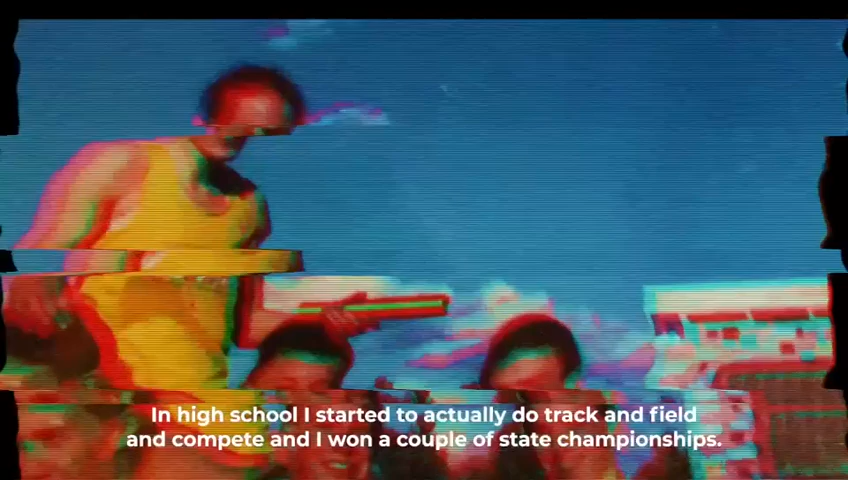 In high school I started to actually do track and field
and compete and I won a couple of state championships.